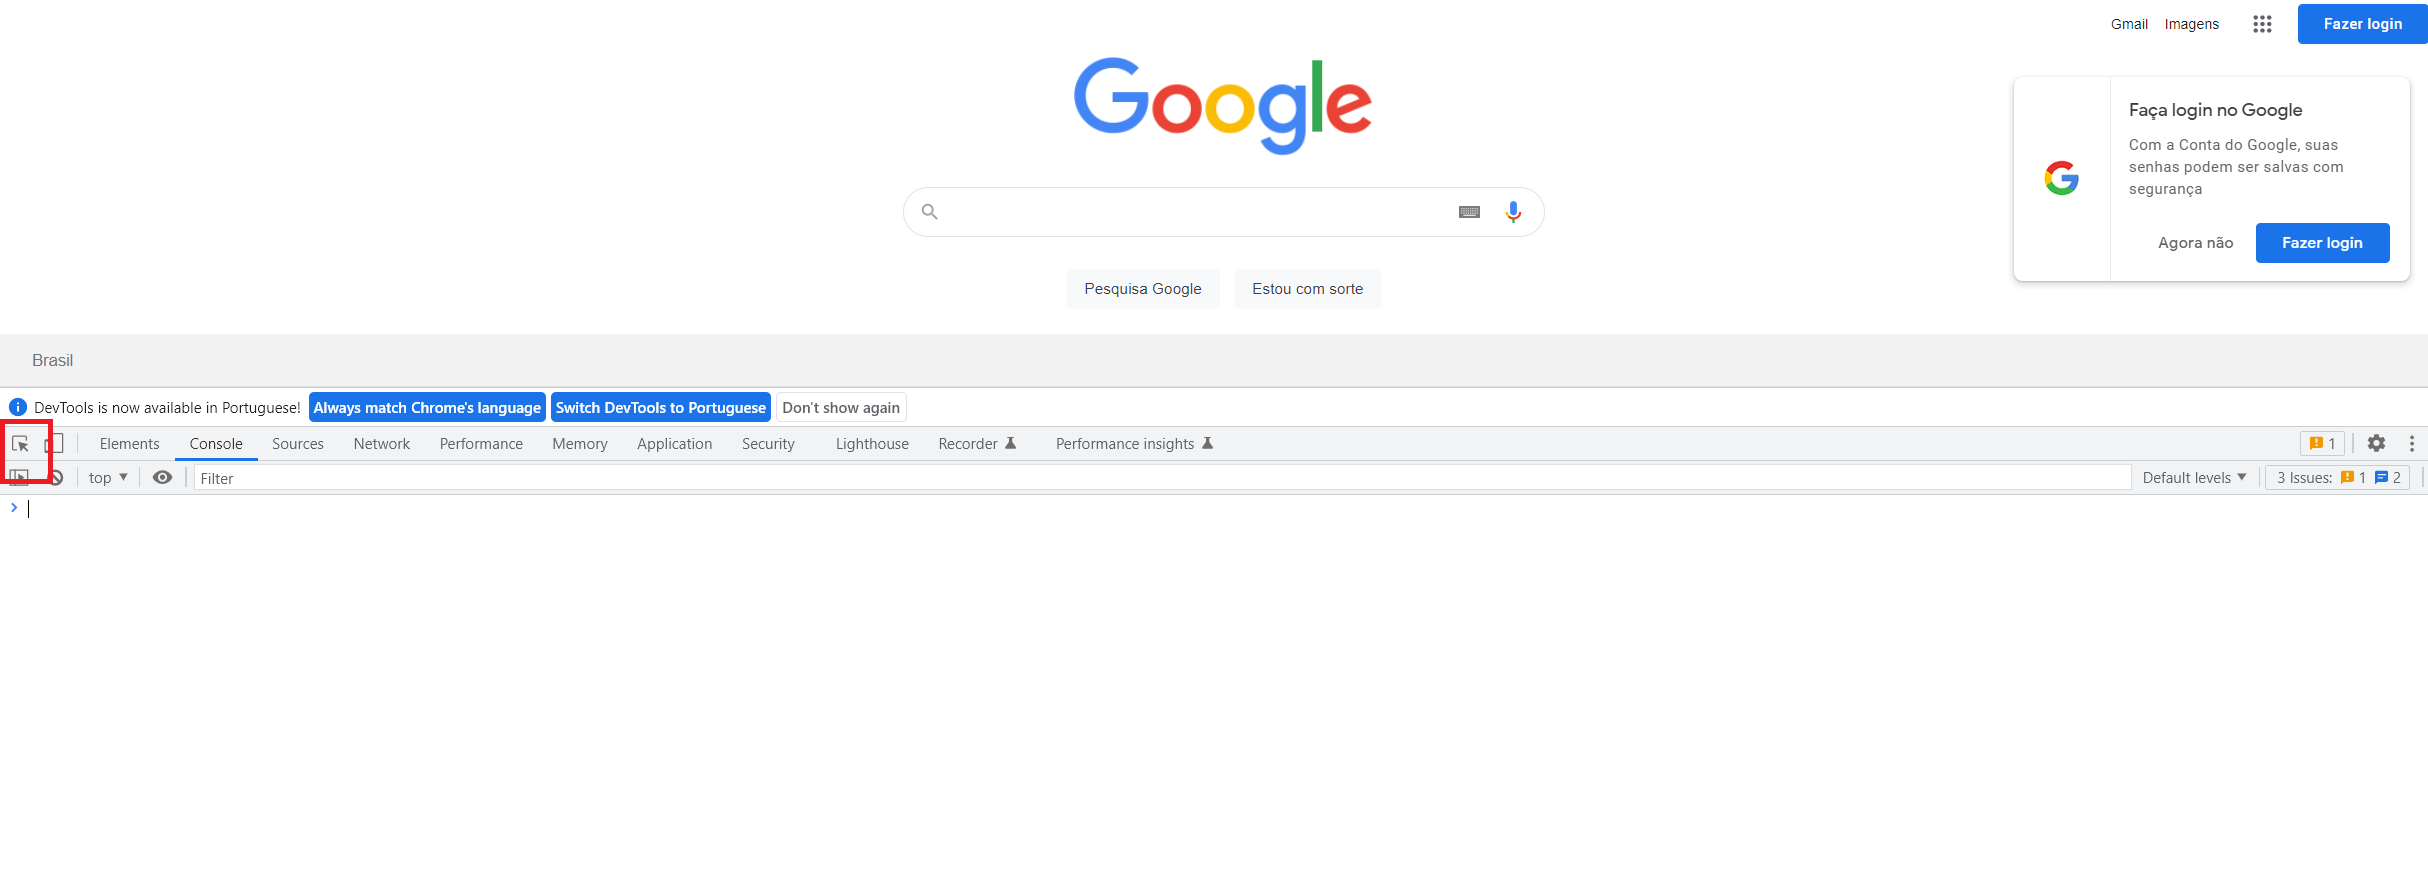 Gmail Imagens Fazer login
Google
Faça login no Google
Com a Conta do Google, suas
senhas podem ser salvas com
segurança
Agora não Fazer login
Pesquisa Google Estou com sorte
Brasil
DevTools is now available in Portuguese! Always match Chrome's language Switch DevTools to Portuguese Don't show again
Elements Console Sources Network Performance Memory Application Security Lighthouse Recorder Performance insights 1
top Filter Default levels 3 Issues: 1 2